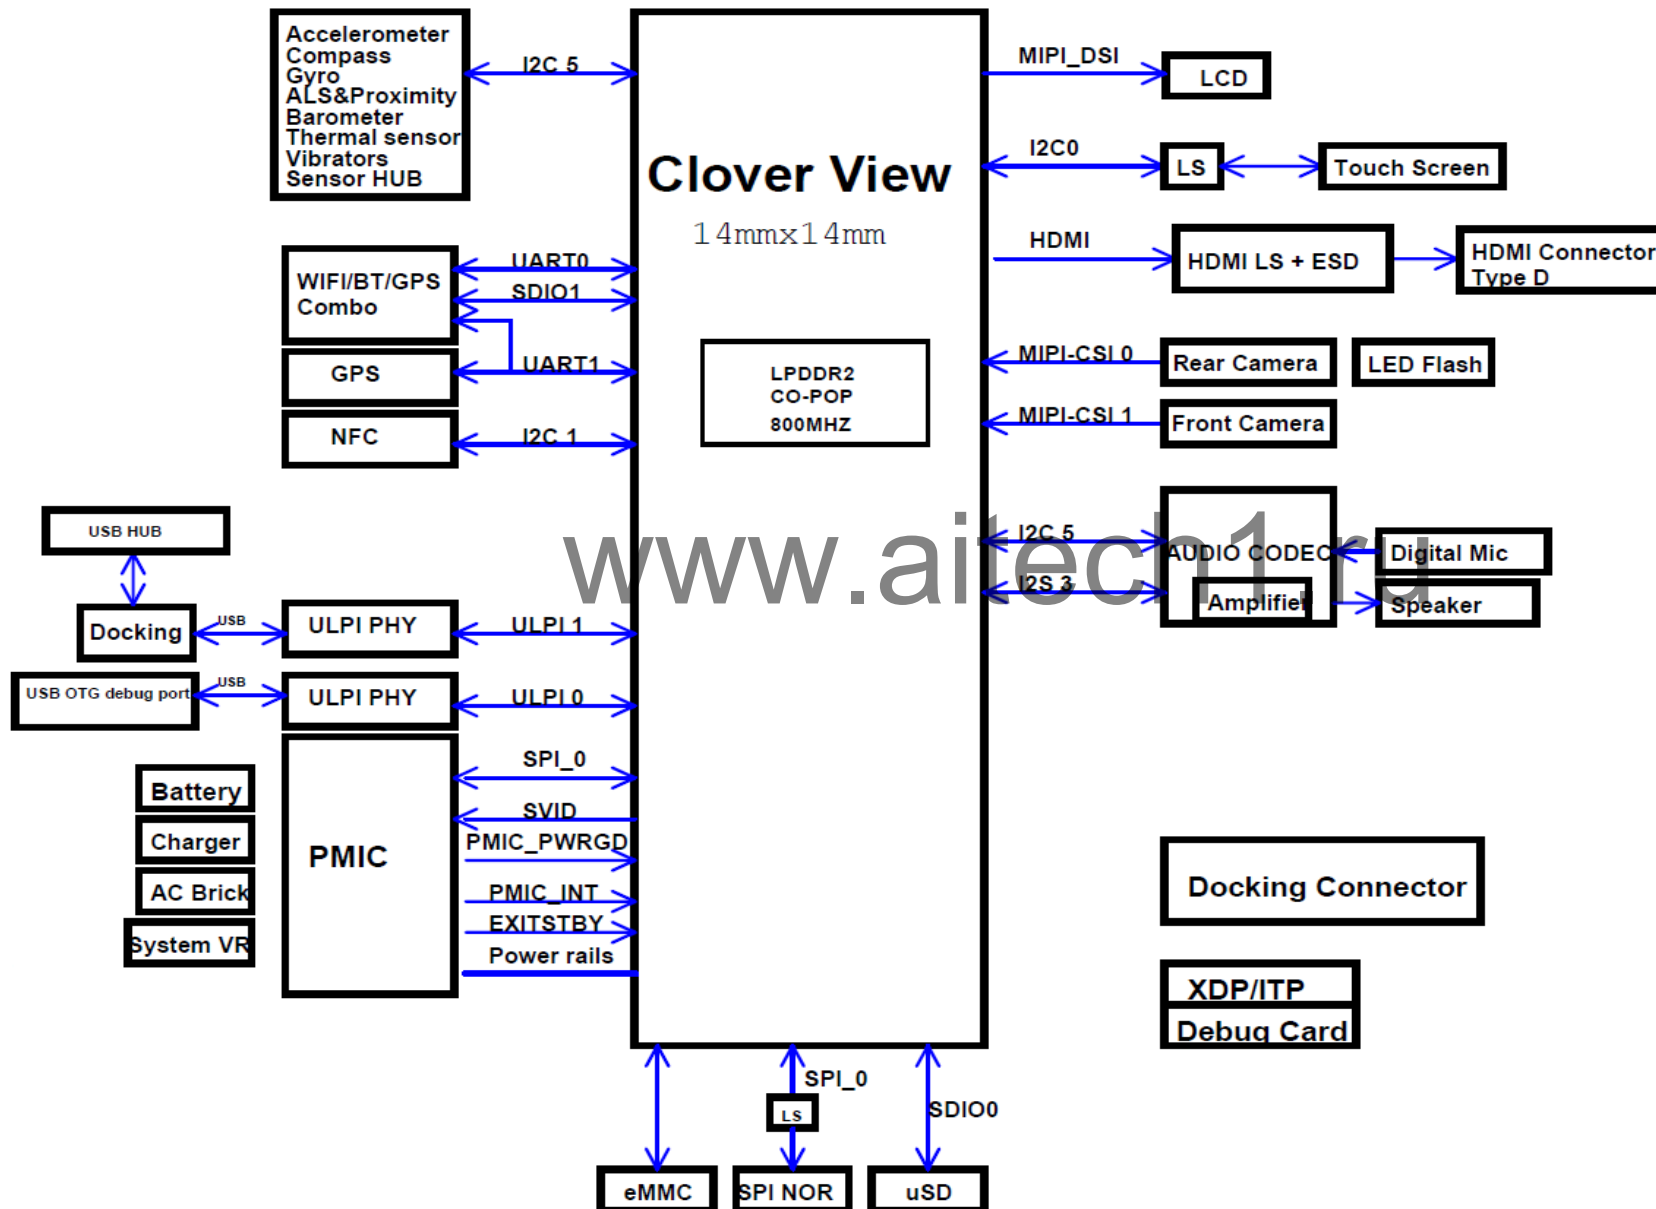 Accelerometer
Compass
Gyro
ALS&Proximity
Barometer
Thermal sensor
Vibrators
Sensor HUB
I2C 5
Clover View
14mmx14mm
MIPI_DSI
LCD
I2C0
LS
Touch Screen
HDMI
HDMI LS + ESD
HDMI Connector
Type D
WIFI/BT/GPS
Combo
UART0
SDIO1
GPS
UART1
NFC
I2C 1
LPDDR2
CO-POP
800MHZ
MIPI-CSI 0
Rear Camera
LED Flash
MIPI-CSI 1
Front Camera
www.aitech1.ru
I2C 5
AUDIO CODEC
Digital Mic
I2S 3
Amplifier
Speaker
USB HUB
Docking
USB
ULPI PHY
ULPI 1
USB OTG debug port
USB
ULPI PHY
ULPI 0
Battery
Charger
AC Brick
System VR
PMIC
SPI_0
SVID
PMIC_PWRGD
PMIC_INT
EXITSTBY
Power rails
Docking Connector
XDP/ITP
Debug Card
SPI_0
LS
SDIO0
eMMC
SPI NOR
uSD